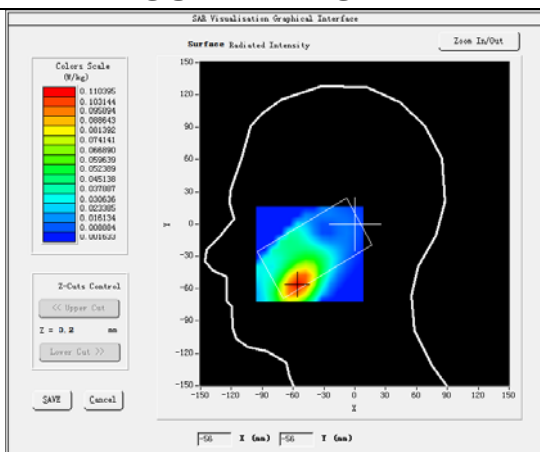 SAR Visualisation Graphical Interface
Surface Radiated Intensity
Zoom In/Out
Colors Scale
(W/kg)
0.110395
0.103144
0.095894
0.088643
0.081392
0.074141
0.066890
0.059639
0.052389
0.045138
0.037887
0.030636
0.023385
0.016134
0.008884
0.001633
Z-Cuts Control
<< Upper Cut
Z = 3.2 mm
Lower Cut >>
SAVE Cancel
150
120
90
60
30
0
-30
-60
-90
-120
-150
Y
-150 -120 -90 -60 -30 0 30 60 90 120 150
X
-56 X (mm) -56 Y (mm)